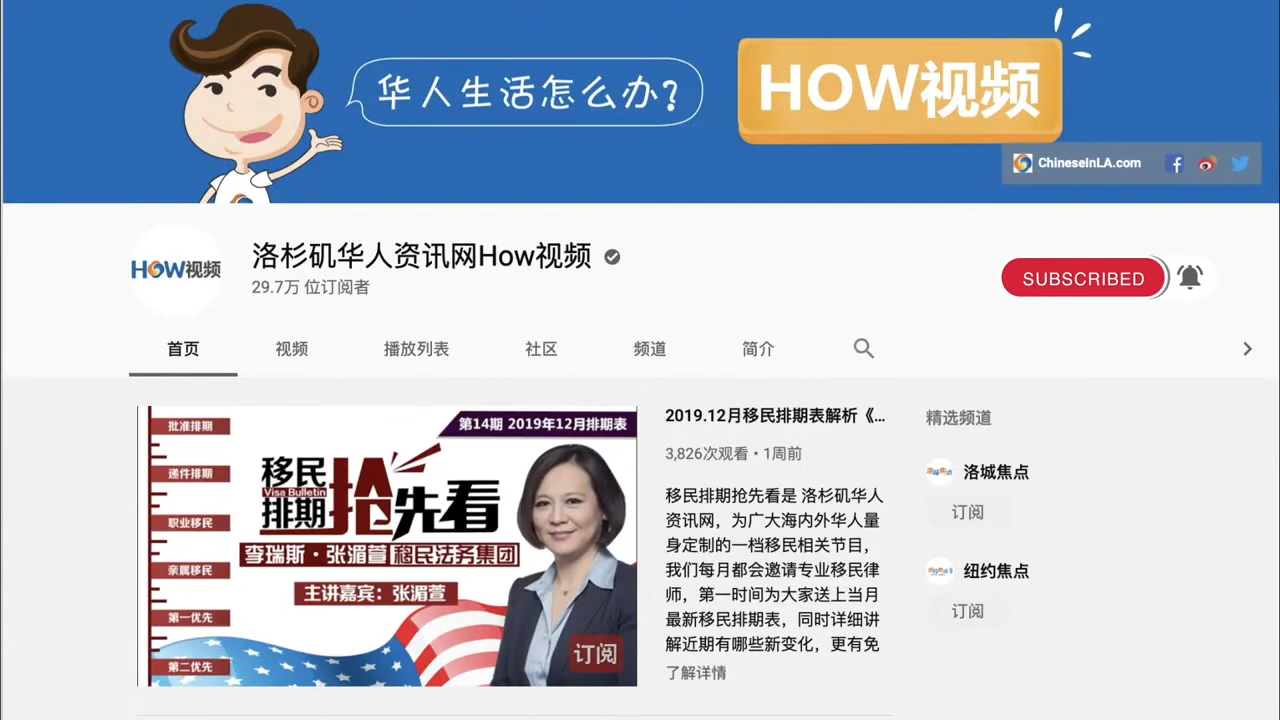 华人生活怎么办?
HOW视频
ChineseInLA.com
HOW视频
洛杉矶华人资讯网How视频
29.7万 位订阅者
SUBSCRIBED
首页 视频 播放列表 社区 频道 简介
批准排期
递件排期
职业移民
亲属移民
第一优先
第二优先
第14期 2019年12月排期表
移民
Visa Bulletin
排期
抢先看
李瑞斯·张湄萱 移民法务集团
主讲嘉宾：张湄萱
订阅
2019.12月移民排期表解析《...
3,826次观看・1周前
移民排期抢先看是 洛杉矶华人
资讯网，为广大海内外华人量
身定制的一档移民相关节目，
我们每月都会邀请专业移民律
师，第一时间为大家送上当月
最新移民排期表，同时详细讲
解近期有哪些新变化，更有免
了解详情
精选频道
洛城焦点
洛城焦点
订阅
纽约焦点
订阅